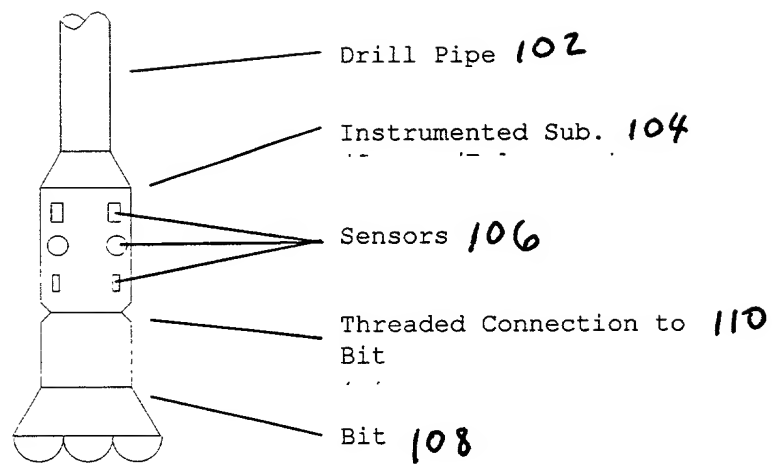 Drill Pipe 102
Instrumented Sub. 104
Sensors 106
Threaded Connection to 110
Bit
Bit 108